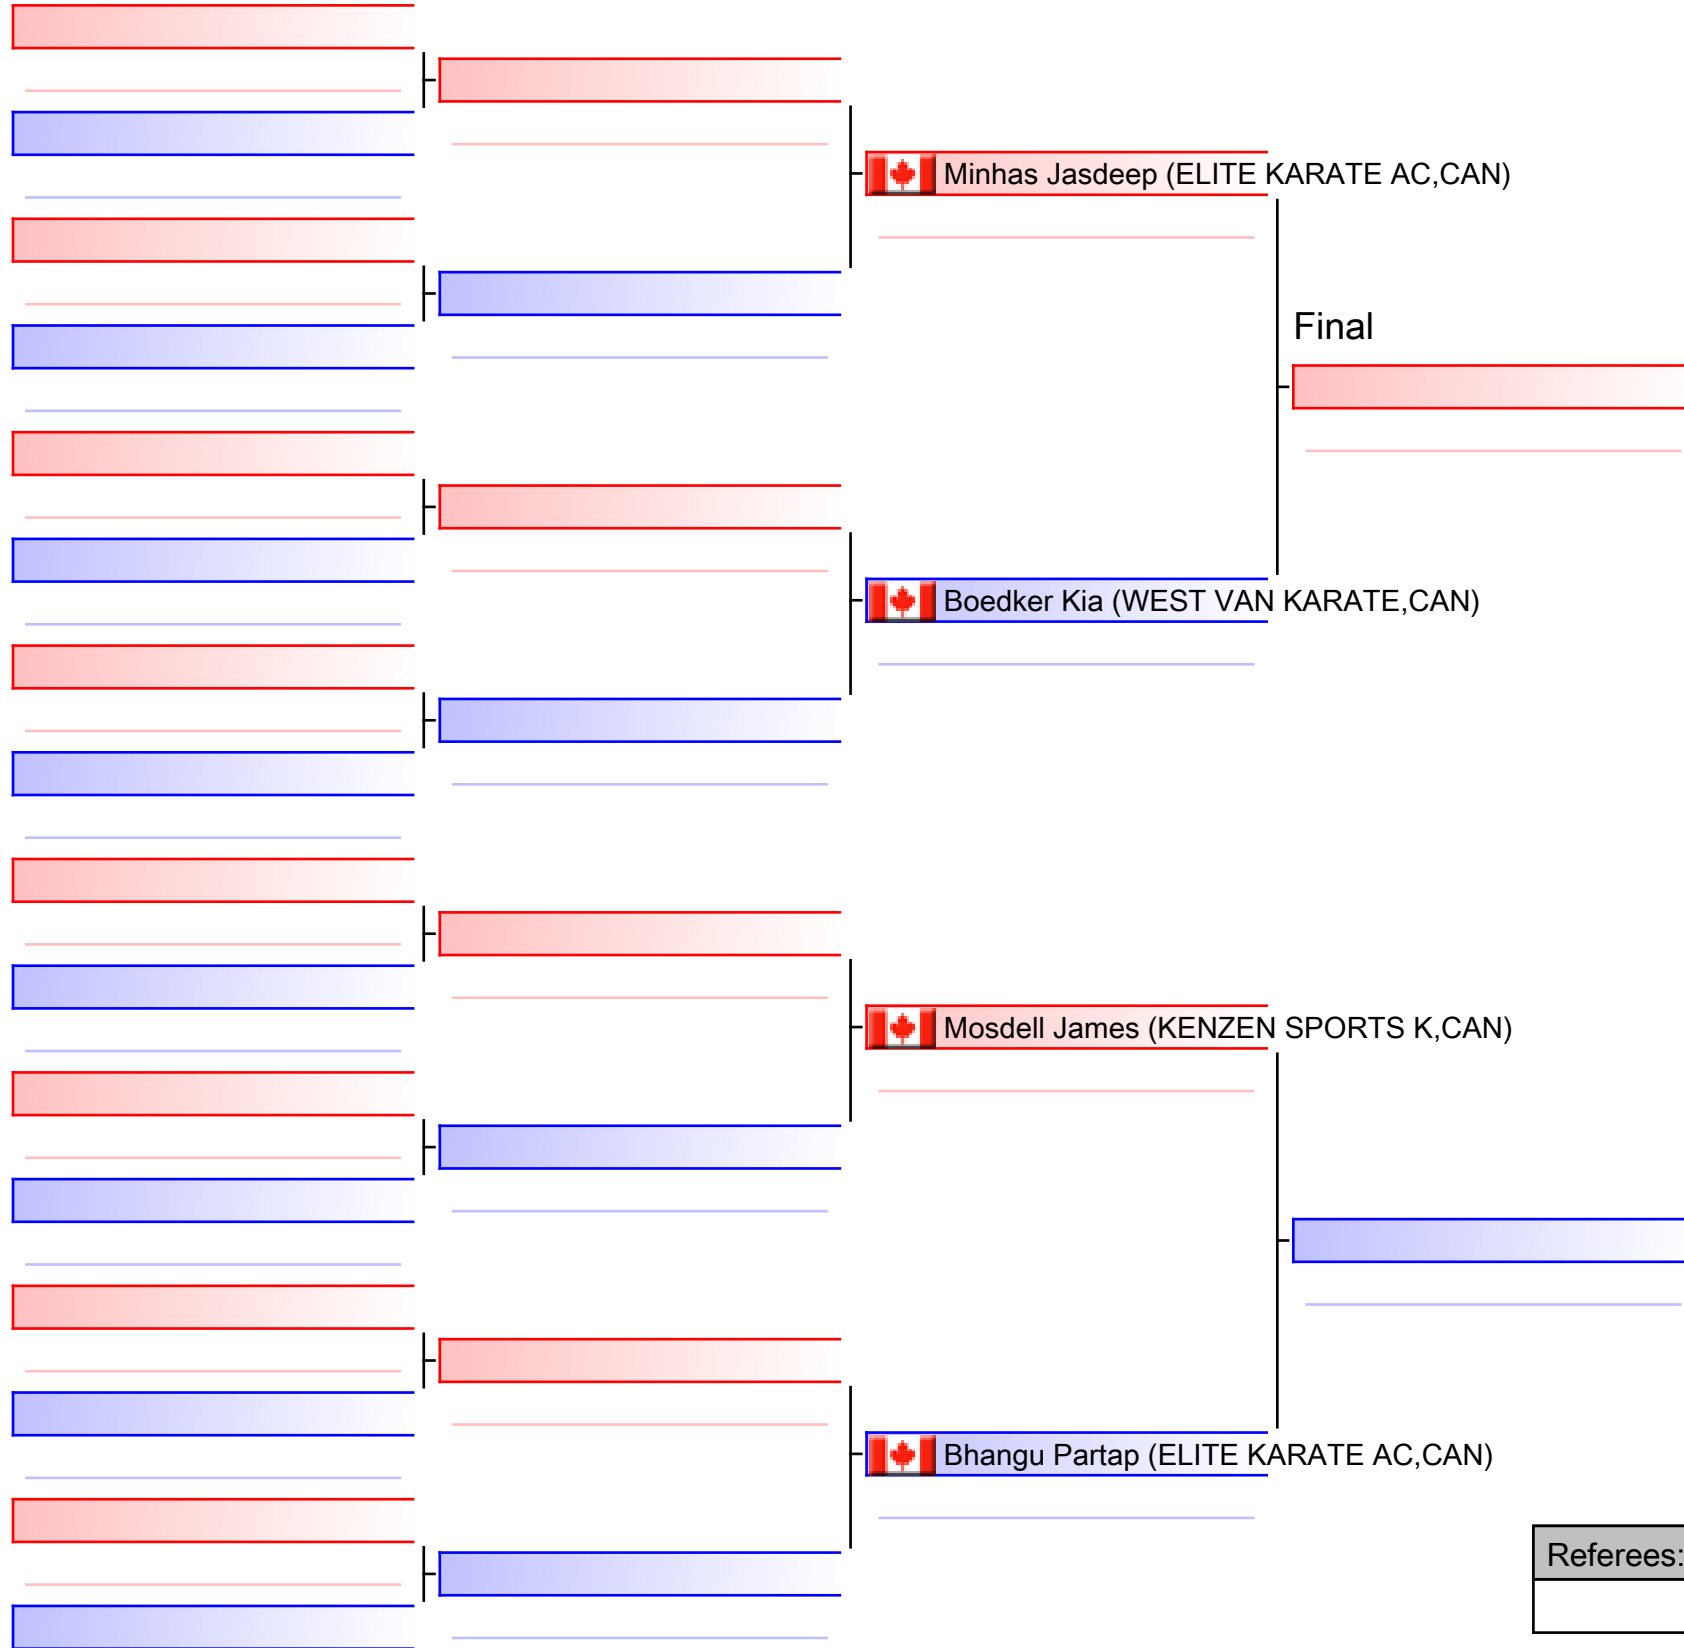 Minhas Jasdeep (ELITE KARATE AC,CAN)
Final
Boedker Kia (WEST VAN KARATE,CAN)
Mosdell James (KENZEN SPORTS K,CAN)
Bhangu Partap (ELITE KARATE AC,CAN)
Referees: